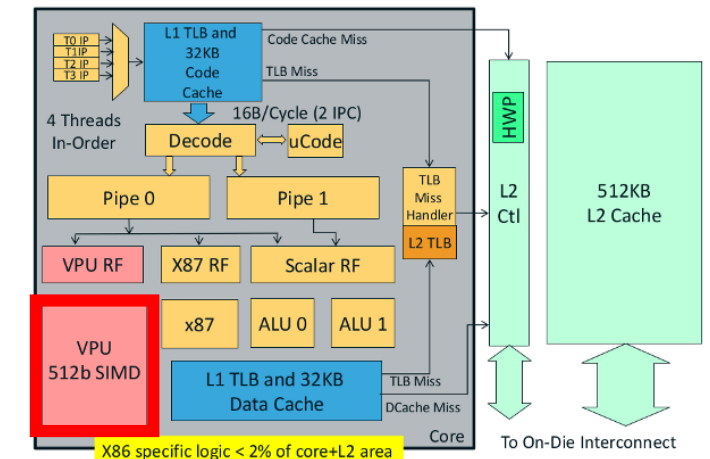 T0 IP
T1IP
T2 IP
T3 IP
L1 TLB and
32KB
Code
Cache
Code Cache Miss
TLB Miss
4 Threads
In-Order
16B/Cycle (2 IPC)
Decode
uCode
Pipe 0
Pipe 1
TLB
Miss
Handler
L2 TLB
VPU RF
X87 RF
Scalar RF
VPU
512b SIMD
x87
ALU 0
ALU 1
L1 TLB and 32KB
Data Cache
TLB Miss
DCache Miss
Core
X86 specific logic < 2% of core+L2 area
HWP
L2
Ctl
512KB
L2 Cache
To On-Die Interconnect